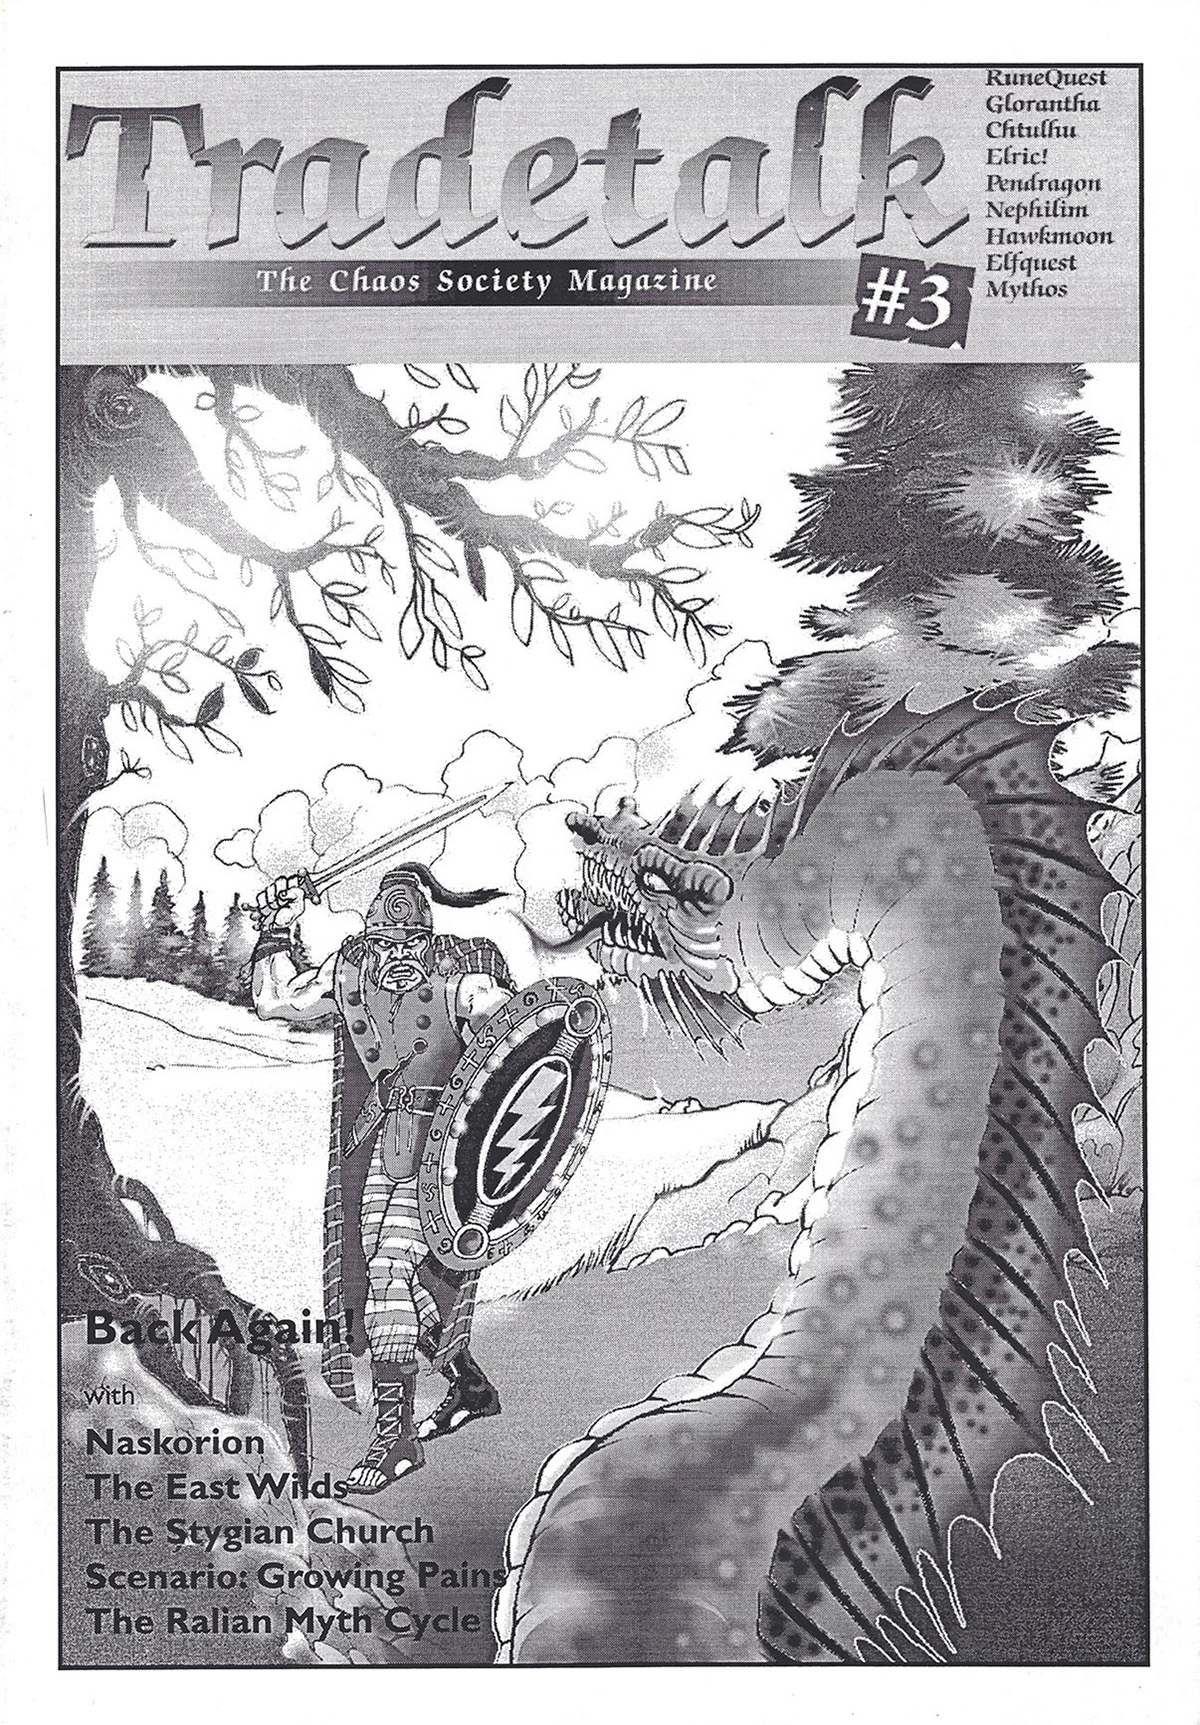 Tradetalk
The Chaos Society Magazine
#3
RuneQuest
Glorantha
Chtulhu
Elric!
Pendragon
Nephilim
Hawkmoon
Elfquest
Mythos
Back Again!
with
Naskorion
The East Wilds
The Stygian Church
Scenario: Growing Pains
The Ralian Myth Cycle